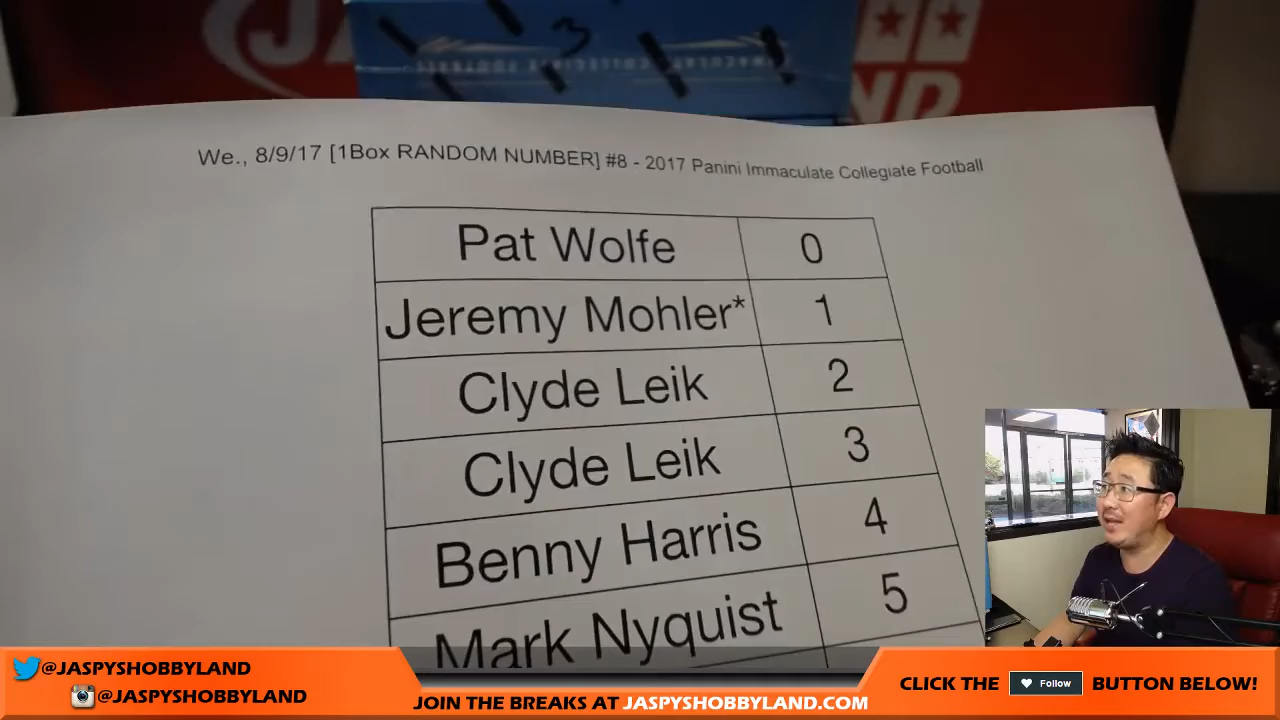 3
We., 8/9/17 [1Box RANDOM NUMBER] #8 - 2017 Panini Immaculate Collegiate Football
Pat Wolfe 0
Jeremy Mohler* 1
Clyde Leik 2
Clyde Leik 3
Benny Harris 4
Mark Nyquist 5
@JASPYSHOBBYLAND
@JASPYSHOBBYLAND
JOIN THE BREAKS AT JASPYSHOBBYLAND.COM
CLICK THE Follow BUTTON BELOW!